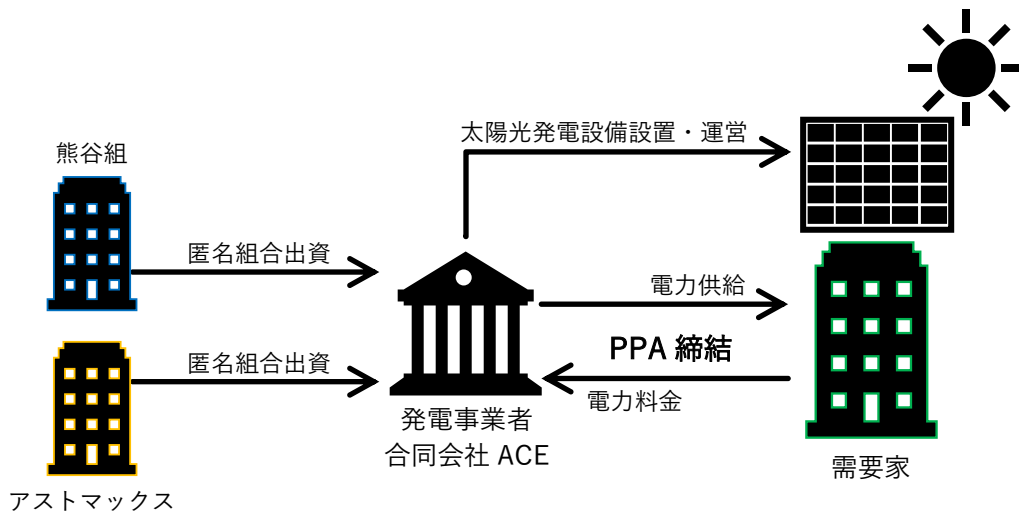 太陽光発電設備設置・運営
熊谷組
匿名組合出資
電力供給
PPA 締結
匿名組合出資
電力料金
発電事業者
合同会社 ACE
需要家
アストマックス